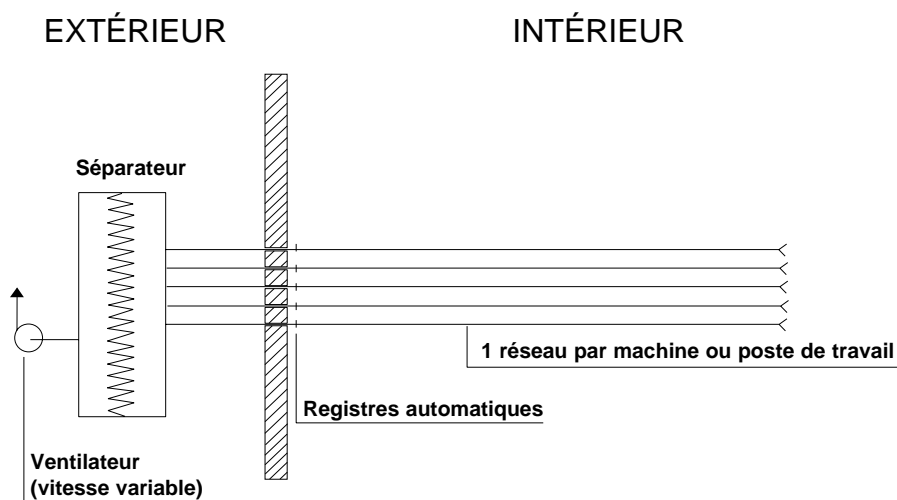 EXTÉRIEUR
INTÉRIEUR
Séparateur
1 réseau par machine ou poste de travail
Registres automatiques
Ventilateur
(vitesse variable)